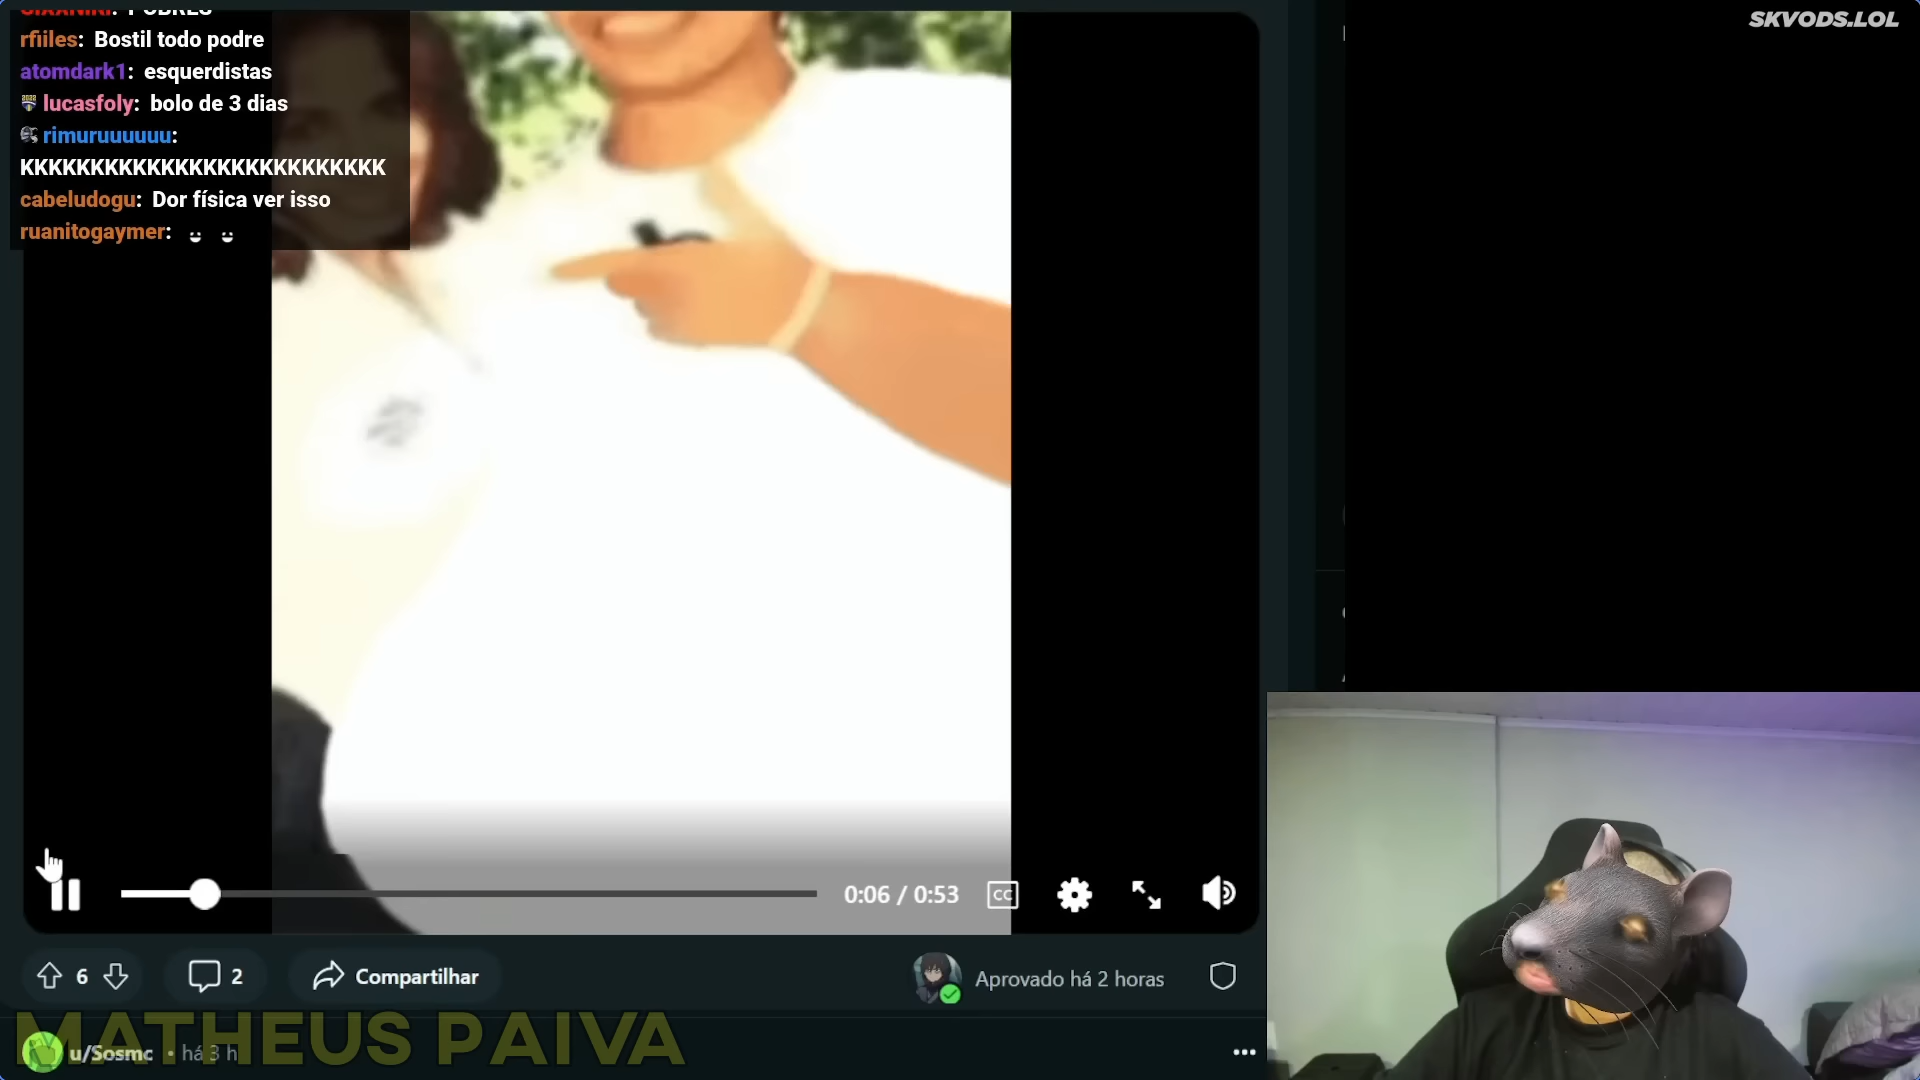 SKVODS.LOL
rfiiles: Bostil todo podre
atomdark1: esquerdistas
lucasfoly: bolo de 3 dias
rimuruuuuuu:
KKKKKKKKKKKKKKKKKKKKKKKKKK
cabeludogu: Dor física ver isso
ruanitogaymer:
0:06 / 0:53
CC
6
2
Compartilhar
Aprovado há 2 horas
MATHEUS PAIVA
u/Sosmc • há 3 h